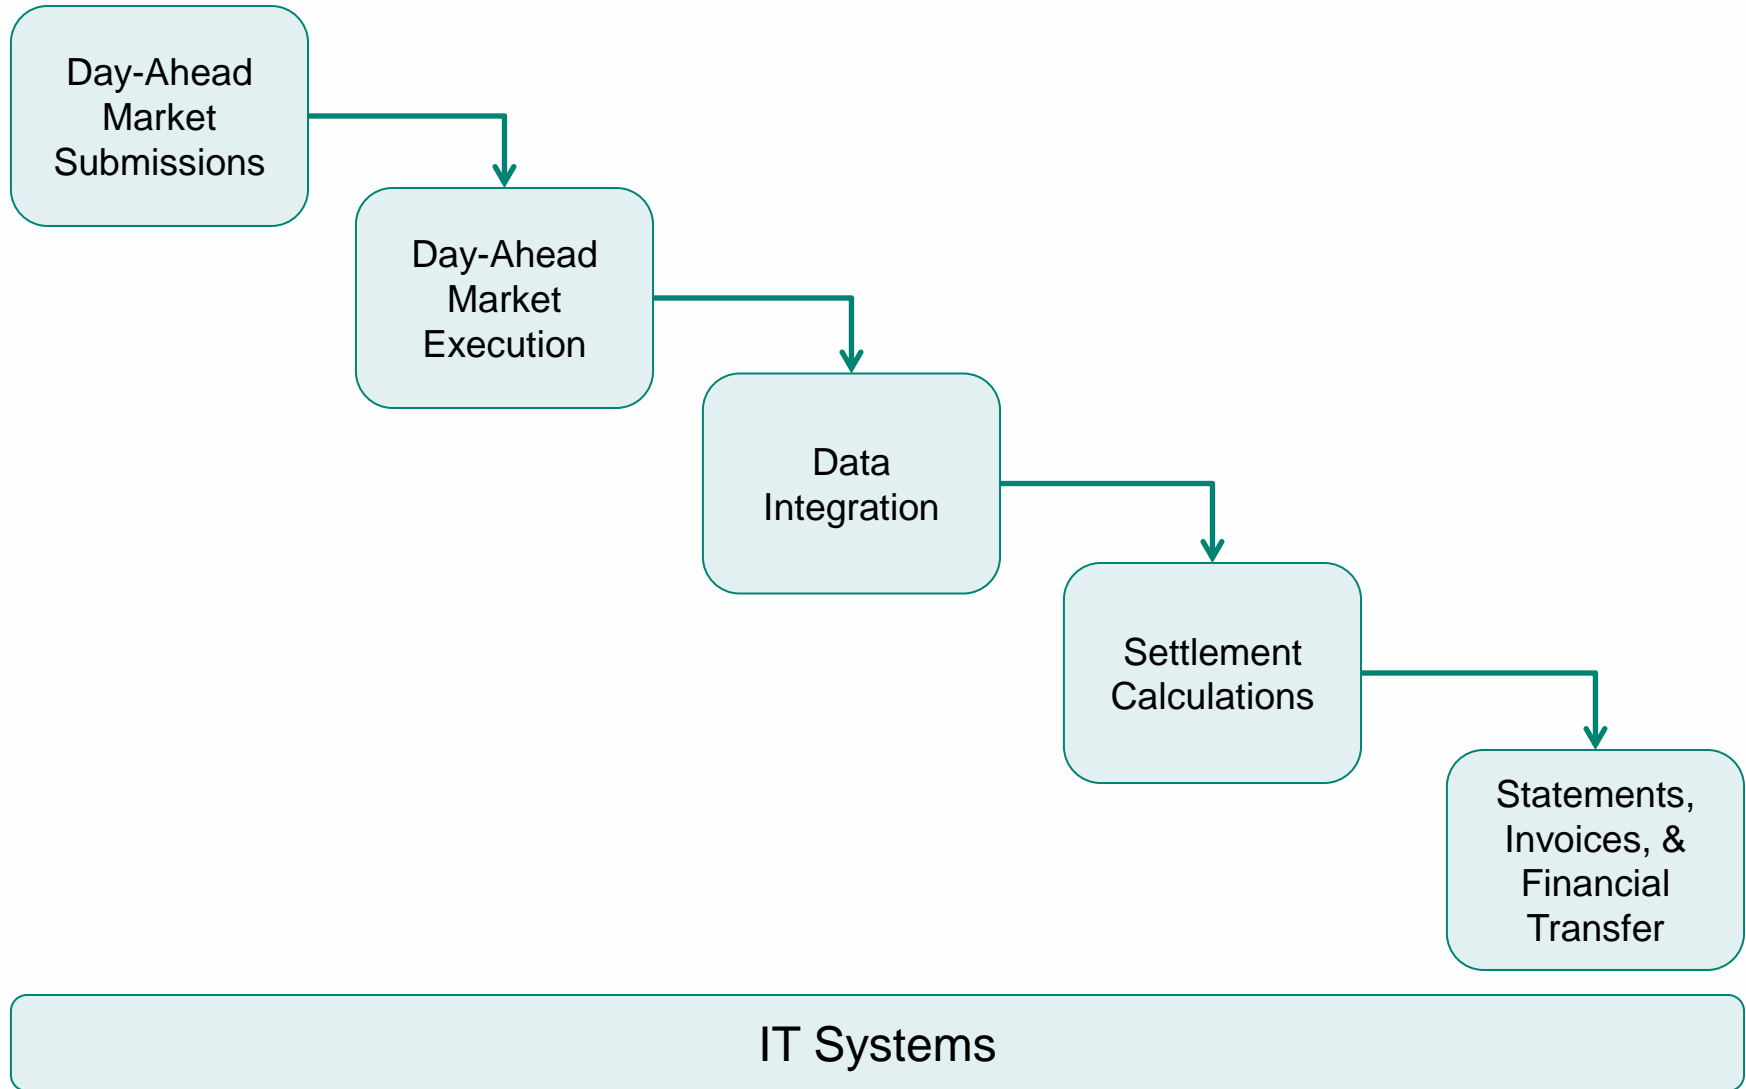 Day-Ahead
Market
Submissions
Day-Ahead
Market
Execution
Data
Integration
Settlement
Calculations
Statements,
Invoices, &
Financial
Transfer
IT Systems